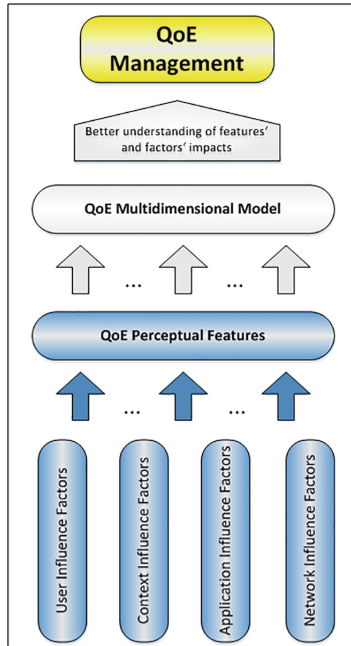 QoE
Management
Better understanding of features‘
and factors‘ impacts
QoE Multidimensional Model
... ...
QoE Perceptual Features
... ...
User Influence Factors
Context Influence Factors
Application Influence Factors
Network Influence Factors